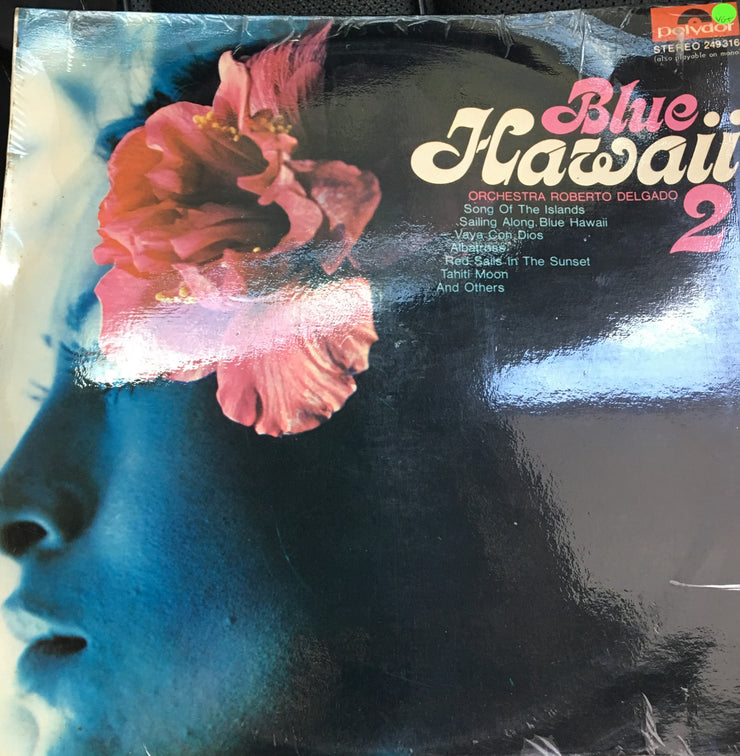 polydor
STEREO 249316
(also playable on mono
Blue
Hawaii
2
ORCHESTRA ROBERTO DELGADO
Song Of The Islands
Sailing Along.Blue Hawaii
Vaya Con Dios
Albatross
Red Sails In The Sunset
Tahiti Moon
And Others